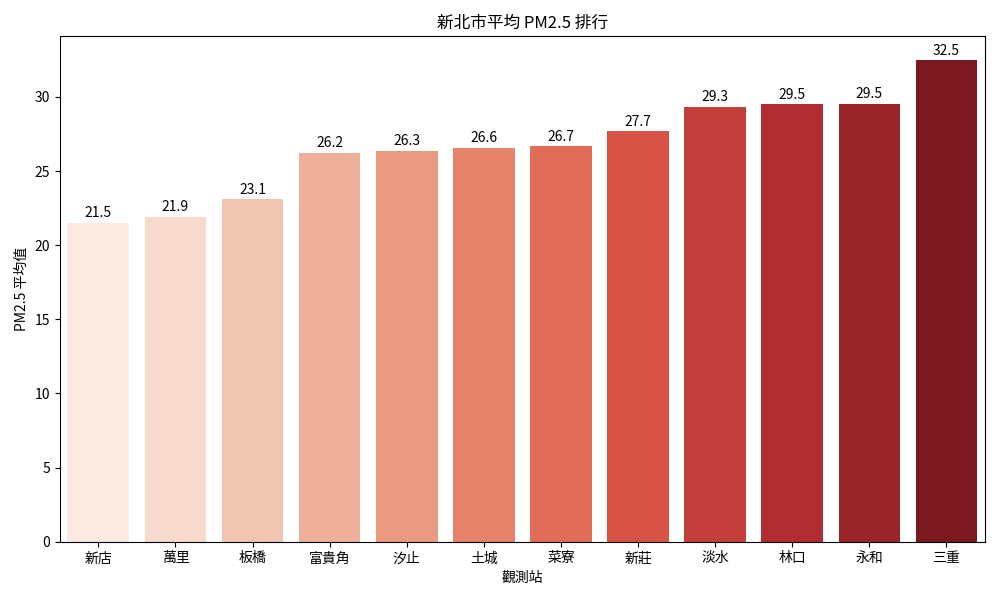 新北市平均 PM2.5 排行
PM2.5 平均值
30
25
20
15
10
5
0
21.5
21.9
23.1
26.2
26.3
26.6
26.7
27.7
29.3
29.5
29.5
32.5
新店
萬里
板橋
富貴角
汐止
土城
菜寮
新莊
淡水
林口
永和
三重
觀測站